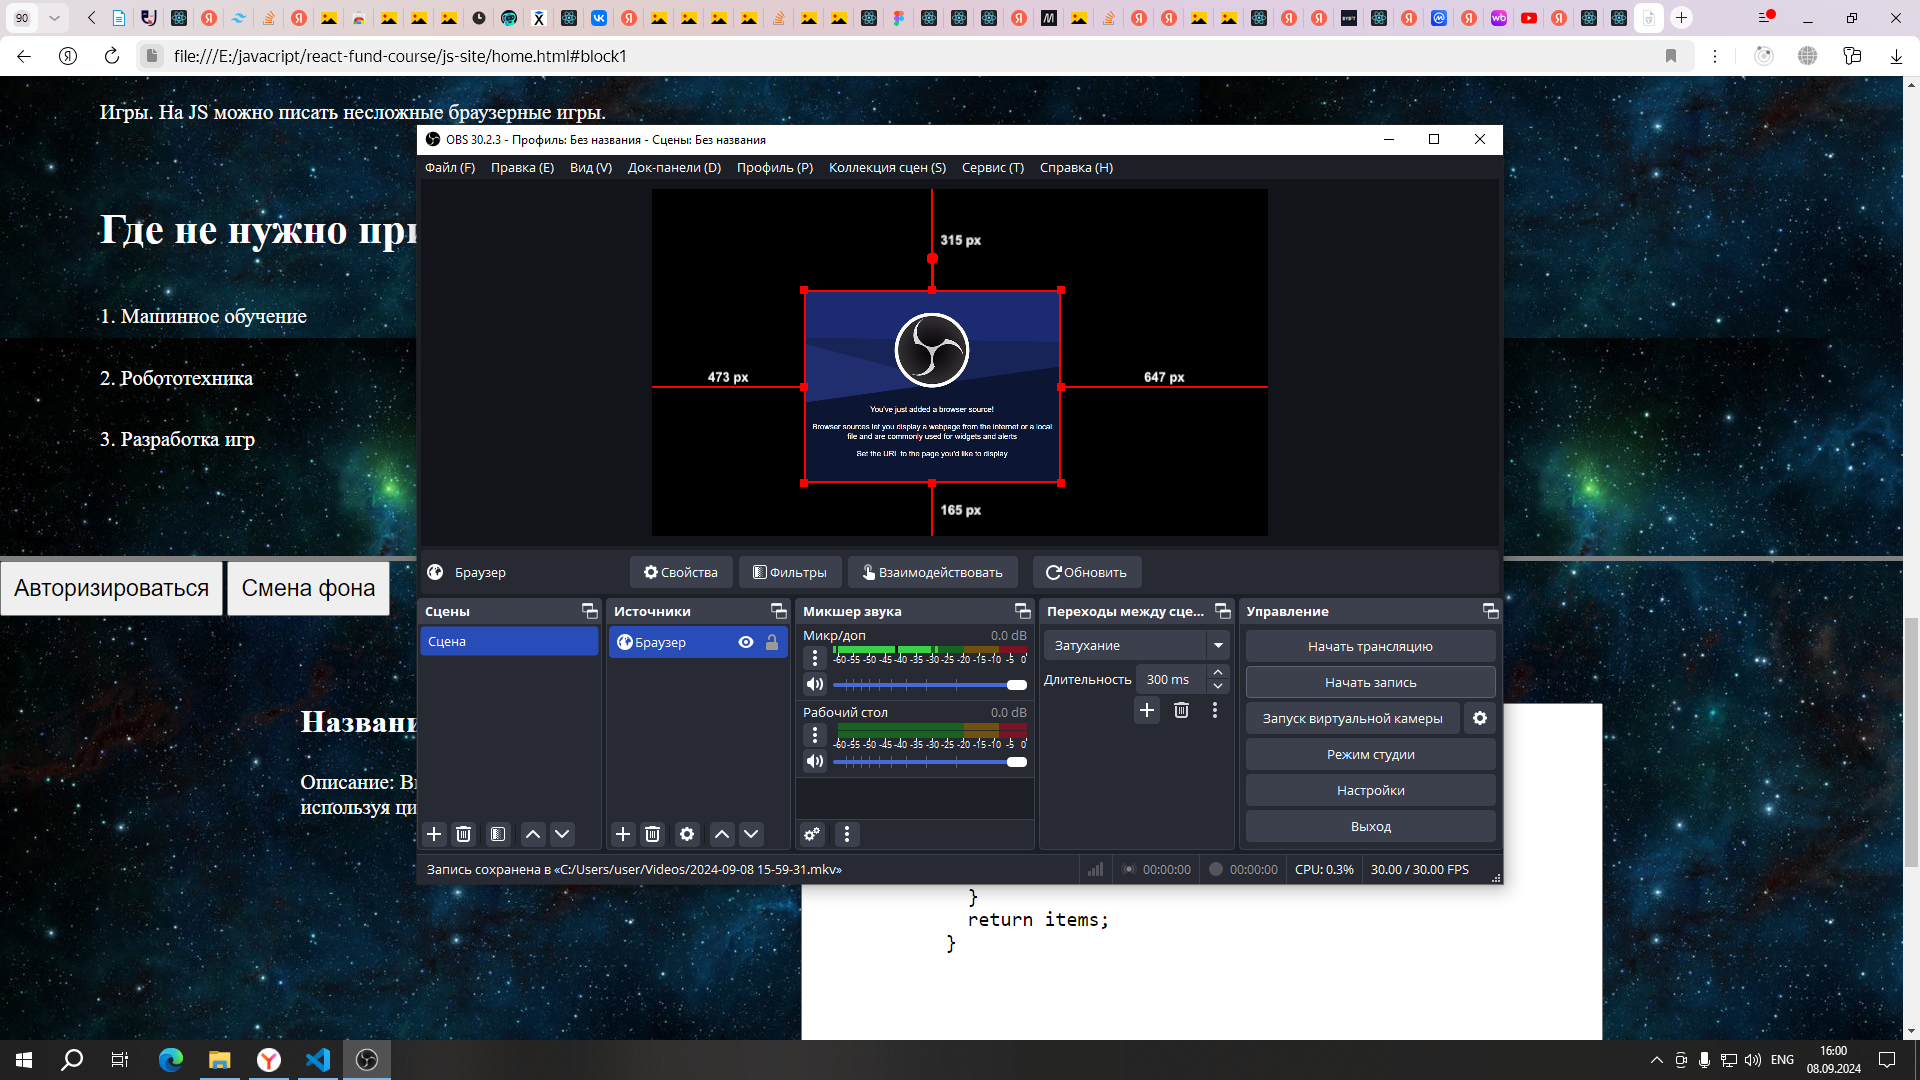 90
file:///E:/javacript/react-fund-course/js-site/home.html#block1
Игры. На JS можно писать несложные браузерные игры.
Где не нужно при
1. Машинное обучение
2. Робототехника
3. Разработка игр
Авторизироваться
Смена фона
Названи
Описание: Вы
используя ци
OBS 30.2.3 - Профиль: Без названия - Сцены: Без названия
Файл (F)
Правка (E)
Вид (V)
Док-панели (D)
Профиль (P)
Коллекция сцен (S)
Сервис (T)
Справка (H)
315 px
473 px
647 px
You've just added a browser source!
Browser sources let you display a webpage from the internet or a local
file and are commonly used for widgets and alerts
Set the URL to the page you'd like to display
165 px
Браузер
Свойства
Фильтры
Взаимодействовать
Обновить
Сцены
Сцена
Источники
Браузер
Микшер звука
Микр/доп
0.0 dB
-60 -55 -50 -45 -40 -35 -30 -25 -20 -15 -10 -5 0
Рабочий стол
0.0 dB
-60 -55 -50 -45 -40 -35 -30 -25 -20 -15 -10 -5 0
Переходы между сце...
Затухание
Длительность
300 ms
Управление
Начать трансляцию
Начать запись
Запуск виртуальной камеры
Режим студии
Настройки
Выход
Запись сохранена в «C:/Users/user/Videos/2024-09-08 15-59-31.mkv»
00:00:00
00:00:00
CPU: 0.3%
30.00 / 30.00 FPS
}
return items;
}
ENG
16:00
08.09.2024